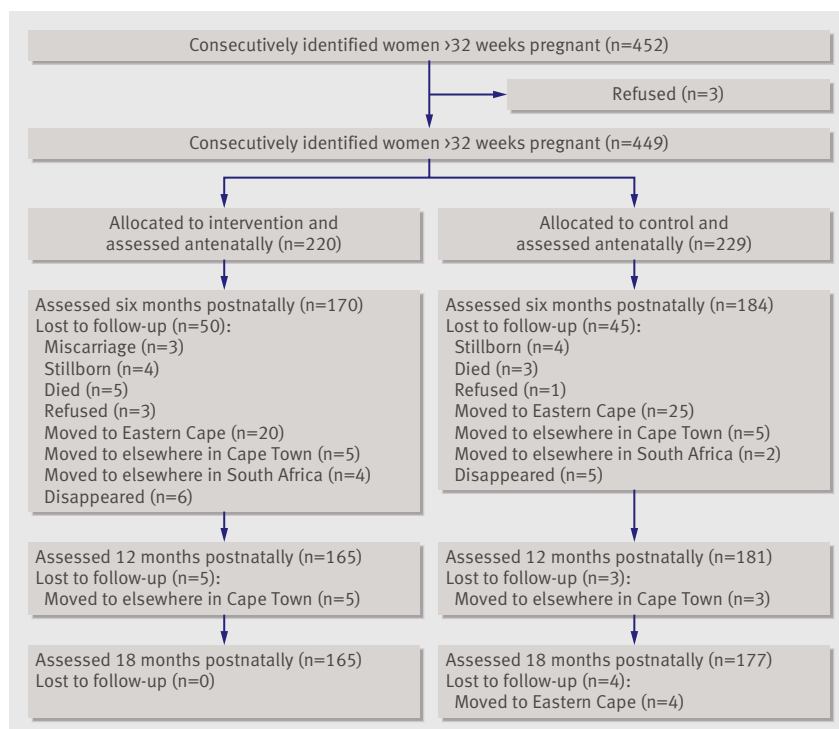 Consecutively identified women >32 weeks pregnant (n=452)
Refused (n=3)
Consecutively identified women >32 weeks pregnant (n=449)
Allocated to intervention and
assessed antenatally (n=220)
Allocated to control and
assessed antenatally (n=229)
Assessed six months postnatally (n=170)
Lost to follow-up (n=50):
Miscarriage (n=3)
Stillborn (n=4)
Died (n=5)
Refused (n=3)
Moved to Eastern Cape (n=20)
Moved to elsewhere in Cape Town (n=5)
Moved to elsewhere in South Africa (n=4)
Disappeared (n=6)
Assessed six months postnatally (n=184)
Lost to follow-up (n=45):
Stillborn (n=4)
Died (n=3)
Refused (n=1)
Moved to Eastern Cape (n=25)
Moved to elsewhere in Cape Town (n=5)
Moved to elsewhere in South Africa (n=2)
Disappeared (n=5)
Assessed 12 months postnatally (n=165)
Lost to follow-up (n=5):
Moved to elsewhere in Cape Town (n=5)
Assessed 12 months postnatally (n=181)
Lost to follow-up (n=3):
Moved to elsewhere in Cape Town (n=3)
Assessed 18 months postnatally (n=165)
Lost to follow-up (n=0)
Assessed 18 months postnatally (n=177)
Lost to follow-up (n=4):
Moved to Eastern Cape (n=4)